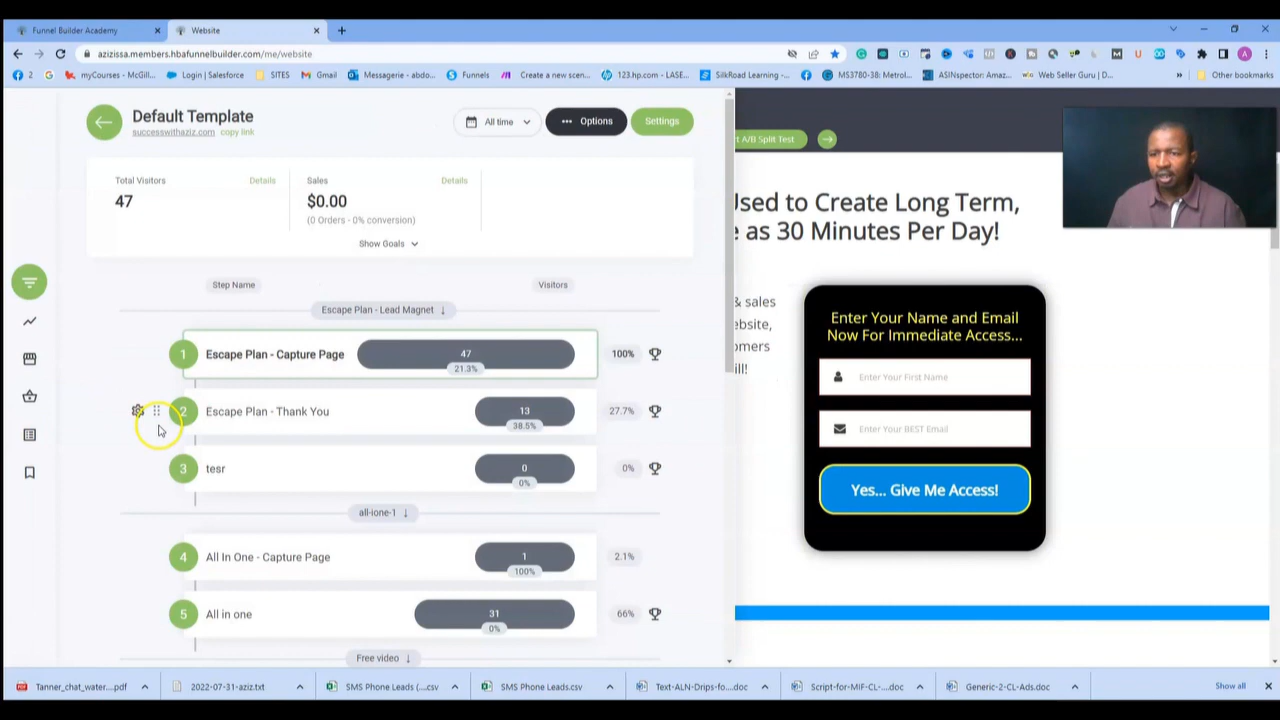 Funnel Builder Academy
Website
azizissa.members.hbafunnelbuilder.com/me/website
2
myCourses - McGill...
Login | Salesforce
SITES
Gmail
Messagerie - abdo...
Funnels
Create a new scen...
123.hp.com - LASE...
SilkRoad Learning -...
MS3780-38: Metrol...
ASINspector: Amaz...
Web Seller Guru | D...
Other bookmarks
Default Template
successwithaziz.com copy link
All time
Options
Settings
Total Visitors
Details
47
Sales
Details
$0.00
(0 Orders - 0% conversion)
Show Goals
Step Name
Visitors
Escape Plan - Lead Magnet ↓
1 Escape Plan - Capture Page 47 100%
21.3%
2 Escape Plan - Thank You 13 27.7%
38.5%
3 tesr 0 0%
0%
all-ione-1 ↓
4 All In One - Capture Page 1 2.1%
100%
5 All in one 31 66%
0%
Free video ↓
rt A/B Split Test
Used to Create Long Term,
e as 30 Minutes Per Day!
& sales
ebsite,
omers
ll!
Enter Your Name and Email
Now For Immediate Access...
Enter Your First Name
Enter Your BEST Email
Yes... Give Me Access!
Tanner_chat_water....pdf
2022-07-31-aziz.txt
SMS Phone Leads (....csv
SMS Phone Leads.csv
Text-ALN-Drips-fo....doc
Script-for-MIF-CL-....doc
Generic-2-CL-Ads.doc
Show all